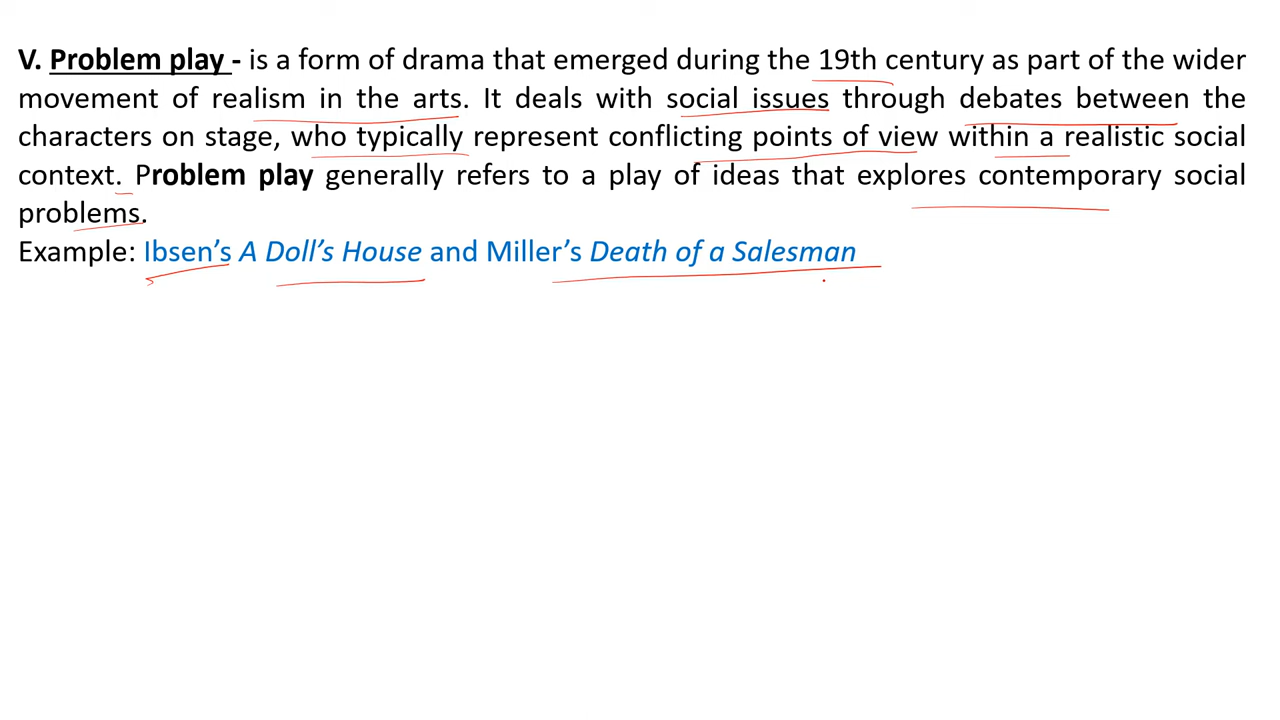 V. Problem play - is a form of drama that emerged during the 19th century as part of the wider
movement of realism in the arts. It deals with social issues through debates between the
characters on stage, who typically represent conflicting points of view within a realistic social
context. Problem play generally refers to a play of ideas that explores contemporary social
problems.
Example: Ibsen’s A Doll’s House and Miller’s Death of a Salesman